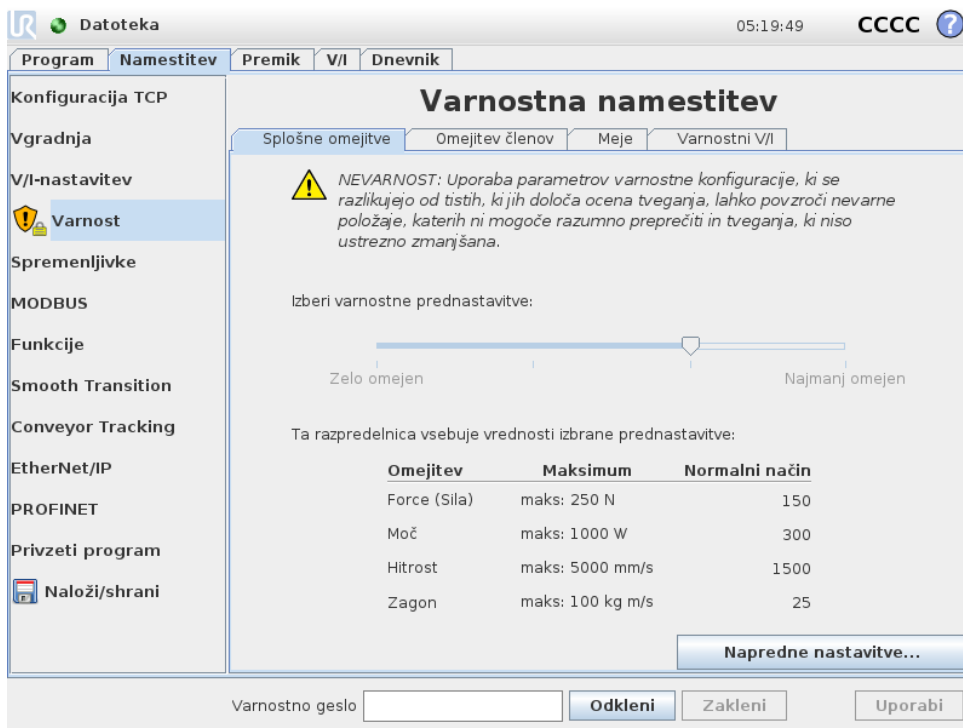 UR Datoteka 05:19:49 CCCC ?
Program Namestitev Premik V/I Dnevnik
Konfiguracija TCP
Vgradnja
V/I-nastavitev
Varnost
Spremenljivke
MODBUS
Funkcije
Smooth Transition
Conveyor Tracking
EtherNet/IP
PROFINET
Privzeti program
Naloži/shrani
Varnostna namestitev
Splošne omejitve Omejitev členov Meje Varnostni V/I
NEVARNOST: Uporaba parametrov varnostne konfiguracije, ki se
razlikujejo od tistih, ki jih določa ocena tveganja, lahko povzroči nevarne
položaje, katerih ni mogoče razumno preprečiti in tveganja, ki niso
ustrezno zmanjšana.
Izberi varnostne prednastavitve:
Zelo omejen Najmanj omejen
Ta razpredelnica vsebuje vrednosti izbrane prednastavitve:
Omejitev Maksimum Normalni način
Force (Sila) maks: 250 N 150
Moč maks: 1000 W 300
Hitrost maks: 5000 mm/s 1500
Zagon maks: 100 kg m/s 25
Napredne nastavitve...
Varnostno geslo Odkleni Zakleni Uporabi